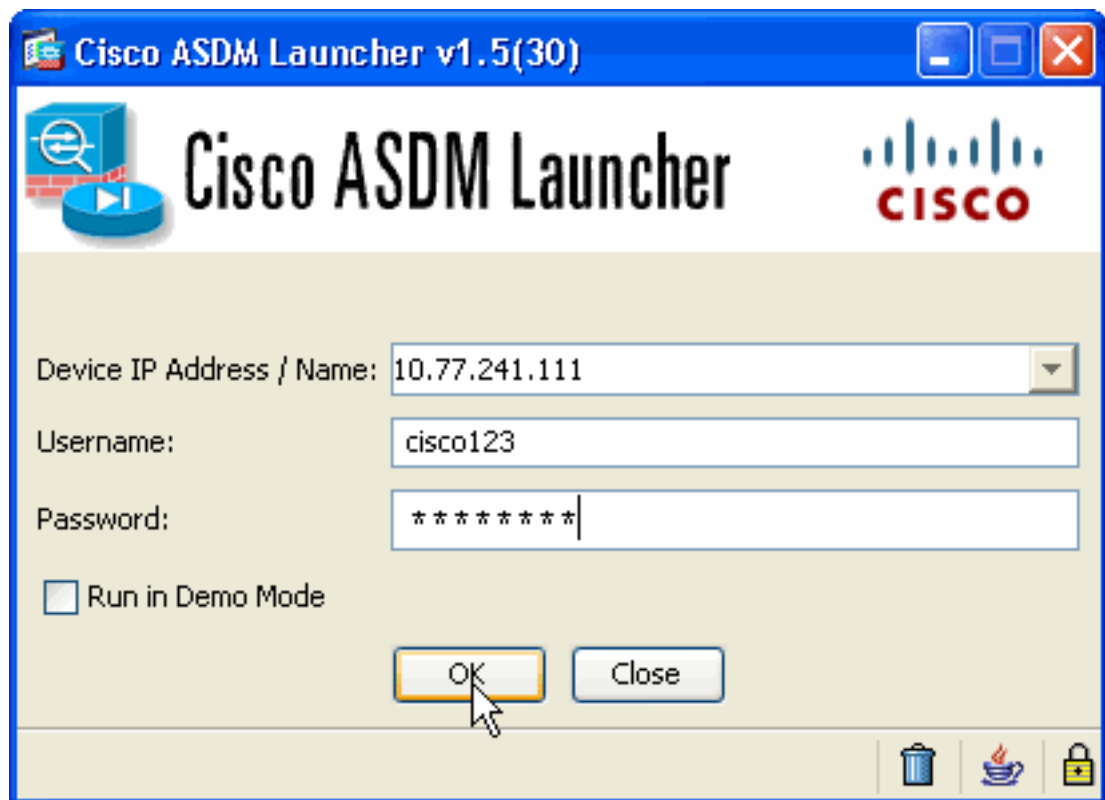 Cisco ASDM Launcher v1.5(30)
Cisco ASDM Launcher
CISCO
Device IP Address / Name: 10.77.241.111
Username: cisco123
Password: ********
Run in Demo Mode
OK Close